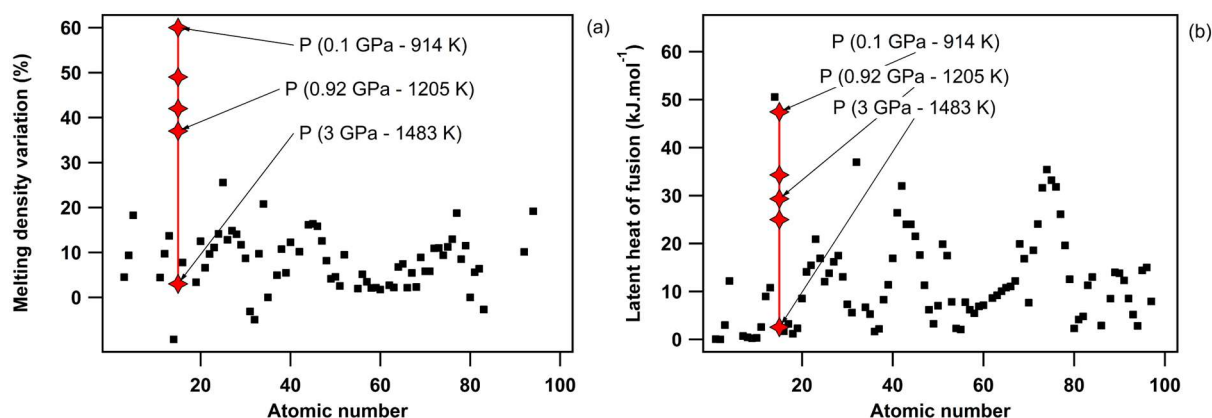 (a)
Melting density variation (%)
60
50
40
30
20
10
0
P (0.1 GPa - 914 K)
P (0.92 GPa - 1205 K)
P (3 GPa - 1483 K)
20
40
60
80
100
Atomic number
(b)
Latent heat of fusion (kJ.mol⁻¹)
60
50
40
30
20
10
0
P (0.1 GPa - 914 K)
P (0.92 GPa - 1205 K)
P (3 GPa - 1483 K)
20
40
60
80
100
Atomic number